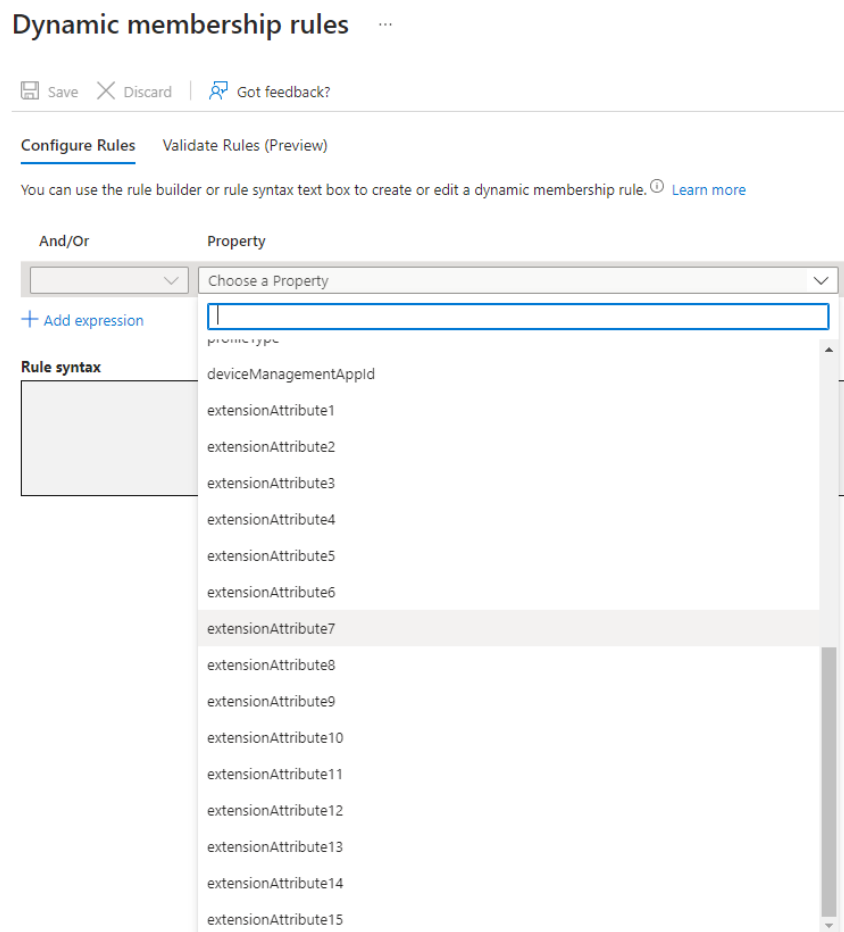 Dynamic membership rules ...
Save Discard Got feedback?
Configure Rules Validate Rules (Preview)
You can use the rule builder or rule syntax text box to create or edit a dynamic membership rule. Learn more
And/Or Property
Choose a Property
Add expression
profileType
Rule syntax
deviceManagementAppId
extensionAttribute1
extensionAttribute2
extensionAttribute3
extensionAttribute4
extensionAttribute5
extensionAttribute6
extensionAttribute7
extensionAttribute8
extensionAttribute9
extensionAttribute10
extensionAttribute11
extensionAttribute12
extensionAttribute13
extensionAttribute14
extensionAttribute15